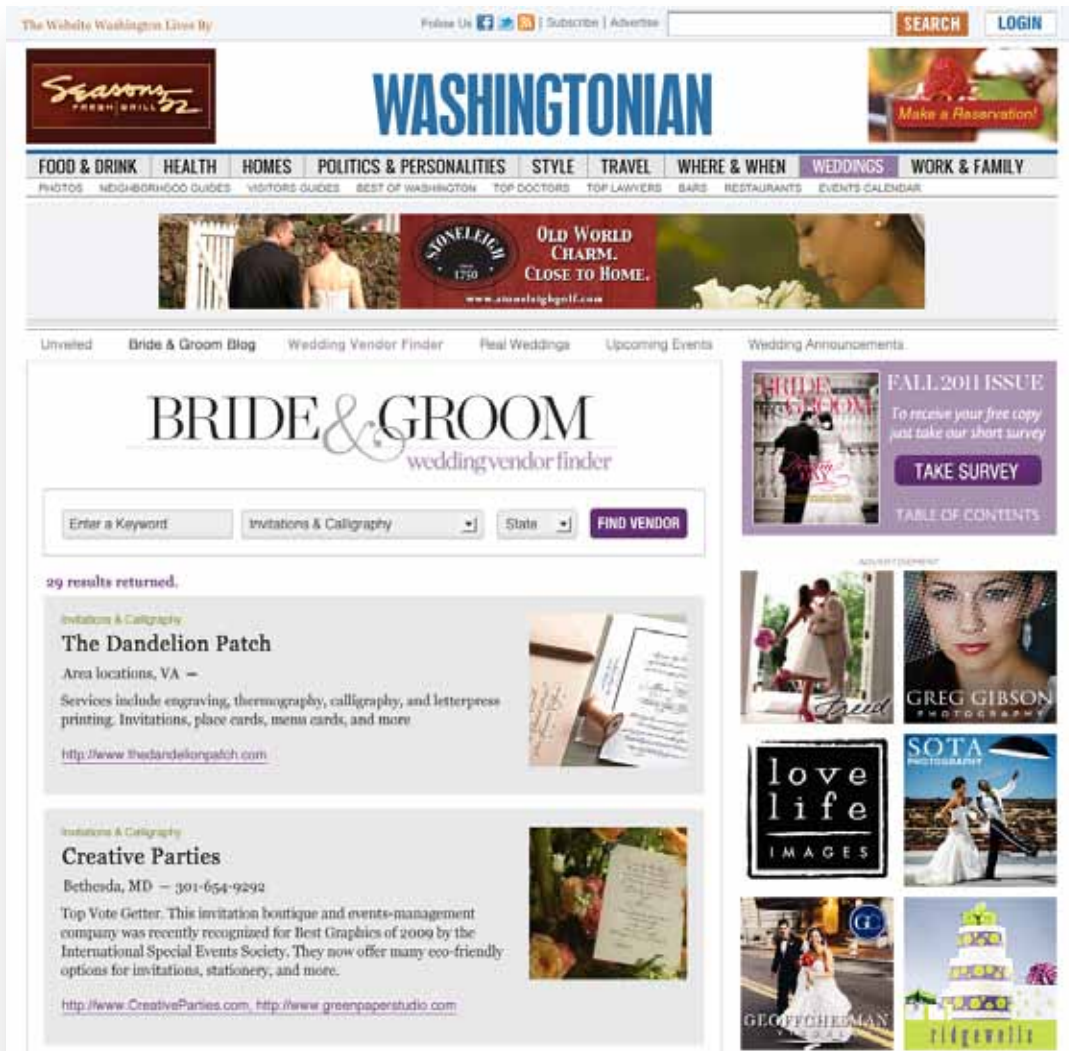 The Website Washington Lives By
Follow Us | Subscribe | Advertise
SEARCH
LOGIN
Seasons 52
FRESH GRILL
WASHINGTONIAN
Make a Reservation!
FOOD & DRINK HEALTH HOMES POLITICS & PERSONALITIES STYLE TRAVEL WHERE & WHEN WEDDINGS WORK & FAMILY
PHOTOS NEIGHBORHOOD GUIDES VISITORS GUIDES BEST OF WASHINGTON TOP DOCTORS TOP LAWYERS BARS RESTAURANTS EVENTS CALENDAR
STONELEIGH
SINCE
1750
OLD WORLD
CHARM.
CLOSE TO HOME.
www.stoneleighgolf.com
Unveiled Bride & Groom Blog Wedding Vendor Finder Real Weddings Upcoming Events Wedding Announcements
BRIDE & GROOM
wedding vendor finder
Enter a Keyword
Invitations & Calligraphy
State
FIND VENDOR
29 results returned.
Invitations & Calligraphy
The Dandelion Patch
Area locations, VA –
Services include engraving, thermography, calligraphy, and letterpress
printing. Invitations, place cards, menu cards, and more
http://www.thedandelionpatch.com
Invitations & Calligraphy
Creative Parties
Bethesda, MD – 301-654-9292
Top Vote Getter. This invitation boutique and events-management
company was recently recognized for Best Graphics of 2009 by the
International Special Events Society. They now offer many eco-friendly
options for invitations, stationery, and more.
http://www.CreativeParties.com, http://www.greenpaperstudio.com
BRIDE
GROOM
FALL 2011 ISSUE
To receive your free copy
just take our short survey
TAKE SURVEY
TABLE OF CONTENTS
ADVERTISEMENT
Freed
GREG GIBSON
PHOTOGRAPHY
love
life
IMAGES
SOTA
PHOTOGRAPHY
GC
GEOFF CHESMAN
ridgewells